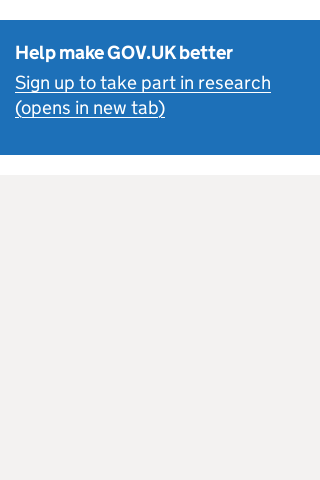 Help make GOV.UK better
Sign up to take part in research
(opens in new tab)